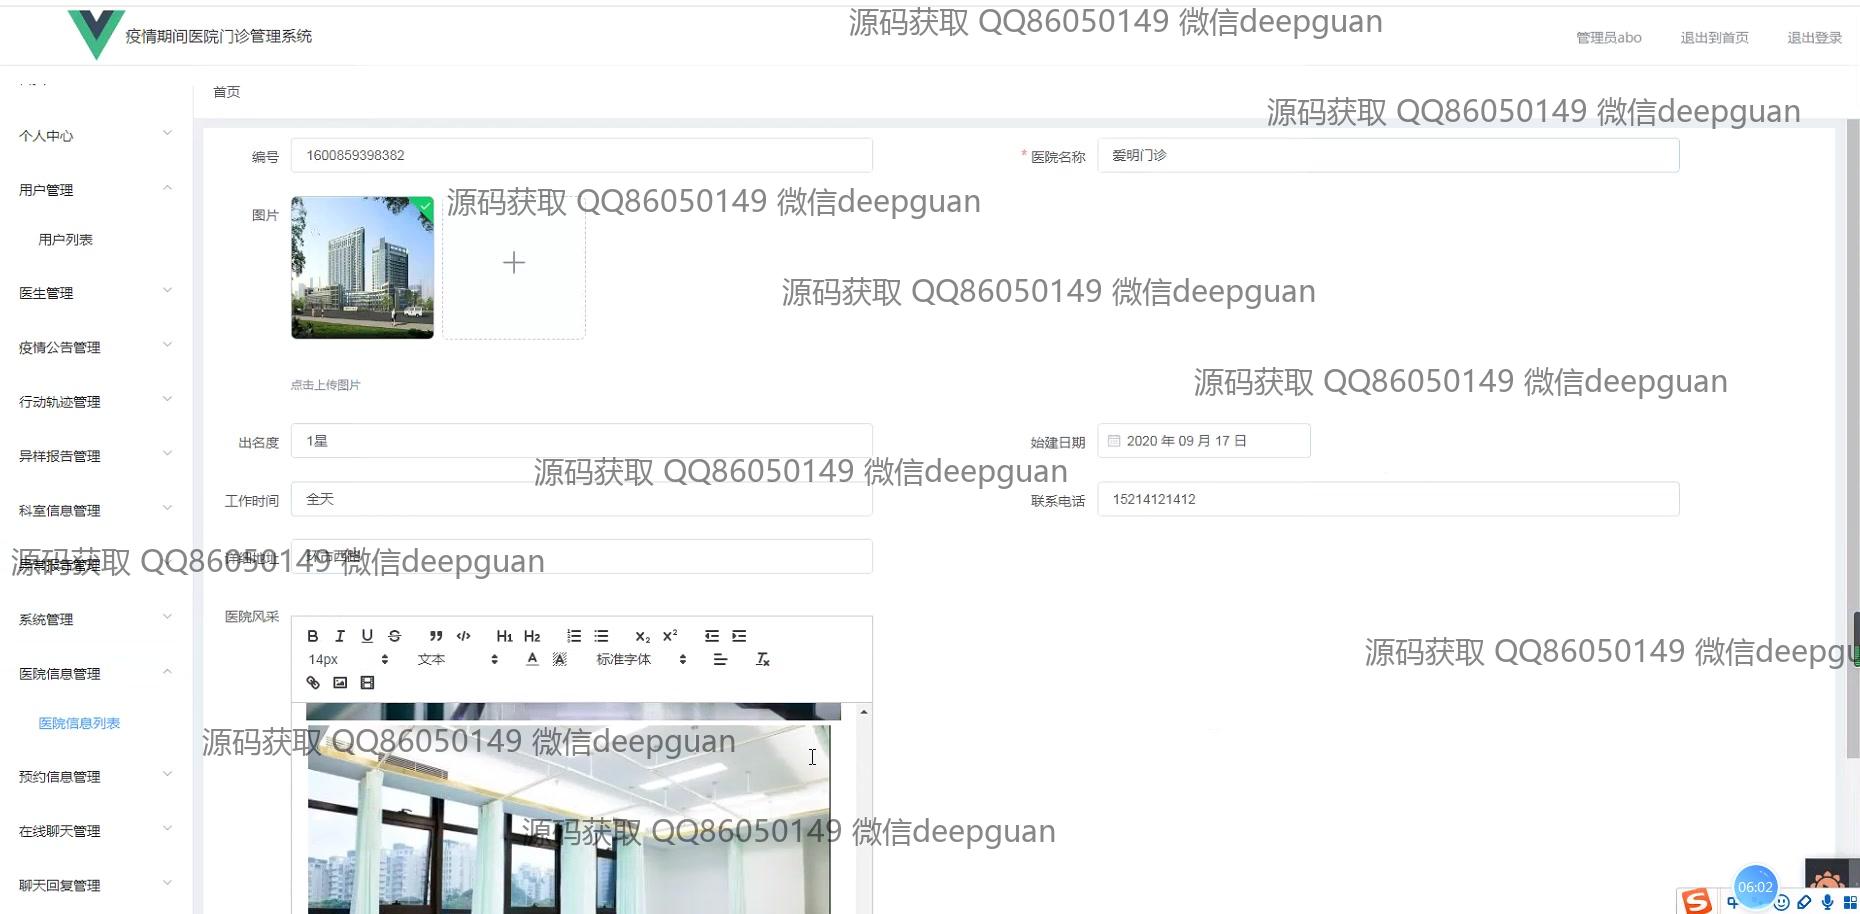 源码获取 QQ86050149 微信deepguan
疫情期间医院门诊管理系统
管理员abo 退出到首页 退出登录
首页
源码获取 QQ86050149 微信deepguan
个人中心
编号 1600859398382
* 医院名称 爱明门诊
用户管理
源码获取 QQ86050149 微信deepguan
图片
用户列表
医生管理
源码获取 QQ86050149 微信deepguan
疫情公告管理
点击上传图片
源码获取 QQ86050149 微信deepguan
行动轨迹管理
出名度 1星
始建日期 2020 年 09 月 17 日
异样报告管理
源码获取 QQ86050149 微信deepguan
工作时间 全天
联系电话 15214121412
科室信息管理
源码获取 QQ86050149 微信deepguan
详细地址
系统管理
医院风采
B I U S ” </> H1 H2 X2 X2
14px 文本 A A 标准字体 Tx
源码获取 QQ86050149 微信deepgu
医院信息管理
医院信息列表
源码获取 QQ86050149 微信deepguan
预约信息管理
在线聊天管理
源码获取 QQ86050149 微信deepguan
聊天回复管理
06:02
S 中